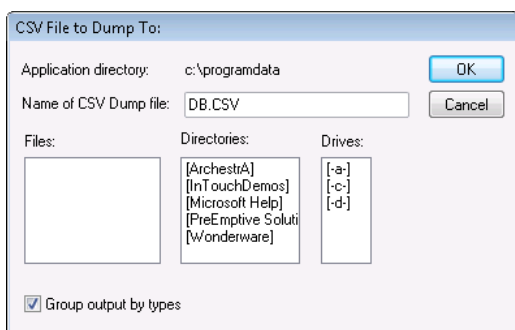 CSV File to Dump To:
Application directory: c:\programdata OK
Name of CSV Dump file: DB.CSV Cancel
Files: Directories: Drives:
[ArchestrA] [-a-]
[InTouchDemos] [-c-]
[Microsoft Help] [-d-]
[PreEmptive Soluti
[Wonderware]
Group output by types